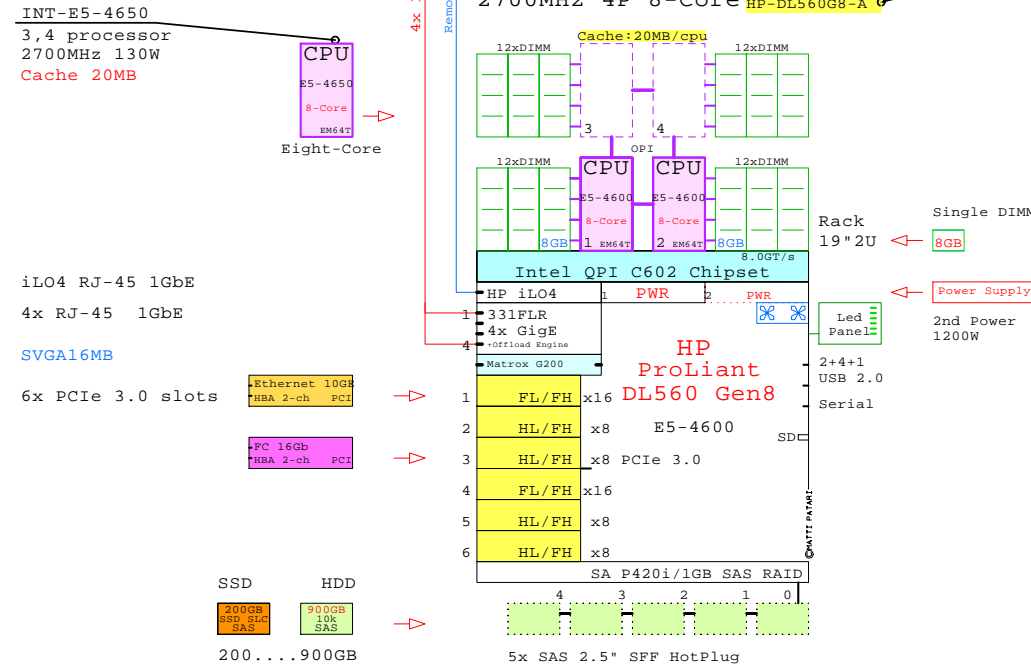 INT-E5-4650
3,4 processor
2700MHz 130W
Cache 20MB
CPU
E5-4650
8-Core
EM64T
Eight-Core
4x
Remo
2700MHz 4P 8-Core HP-DL560G8-A
Cache:20MB/cpu
12xDIMM
12xDIMM
3
4
QPI
12xDIMM
12xDIMM
CPU
CPU
E5-4600
E5-4600
8-Core
8-Core
8GB
1 EM64T
2 EM64T
8GB
8.0GT/s
Intel QPI C602 Chipset
Rack
19"2U
Single DIMM
8GB
Power Supply
2nd Power
1200W
iLO4 RJ-45 1GbE
4x RJ-45 1GbE
SVGA16MB
6x PCIe 3.0 slots
HP iLO4
1 PWR
2 PWR
1 331FLR
4x GigE
4 +Offload Engine
Matrox G200
Led
Panel
HP
ProLiant
DL560 Gen8
E5-4600
2+4+1
USB 2.0
Serial
SD
Ethernet 10GB
HBA 2-ch PCI
FC 16Gb
HBA 2-ch PCI
1 FL/FH x16
2 HL/FH x8
3 HL/FH x8 PCIe 3.0
4 FL/FH x16
5 HL/FH x8
6 HL/FH x8
©MATTI PATARI
SA P420i/1GB SAS RAID
4 3 2 1 0
SSD
HDD
200GB
SSD SLC
SAS
900GB
10k
SAS
200....900GB
5x SAS 2.5" SFF HotPlug